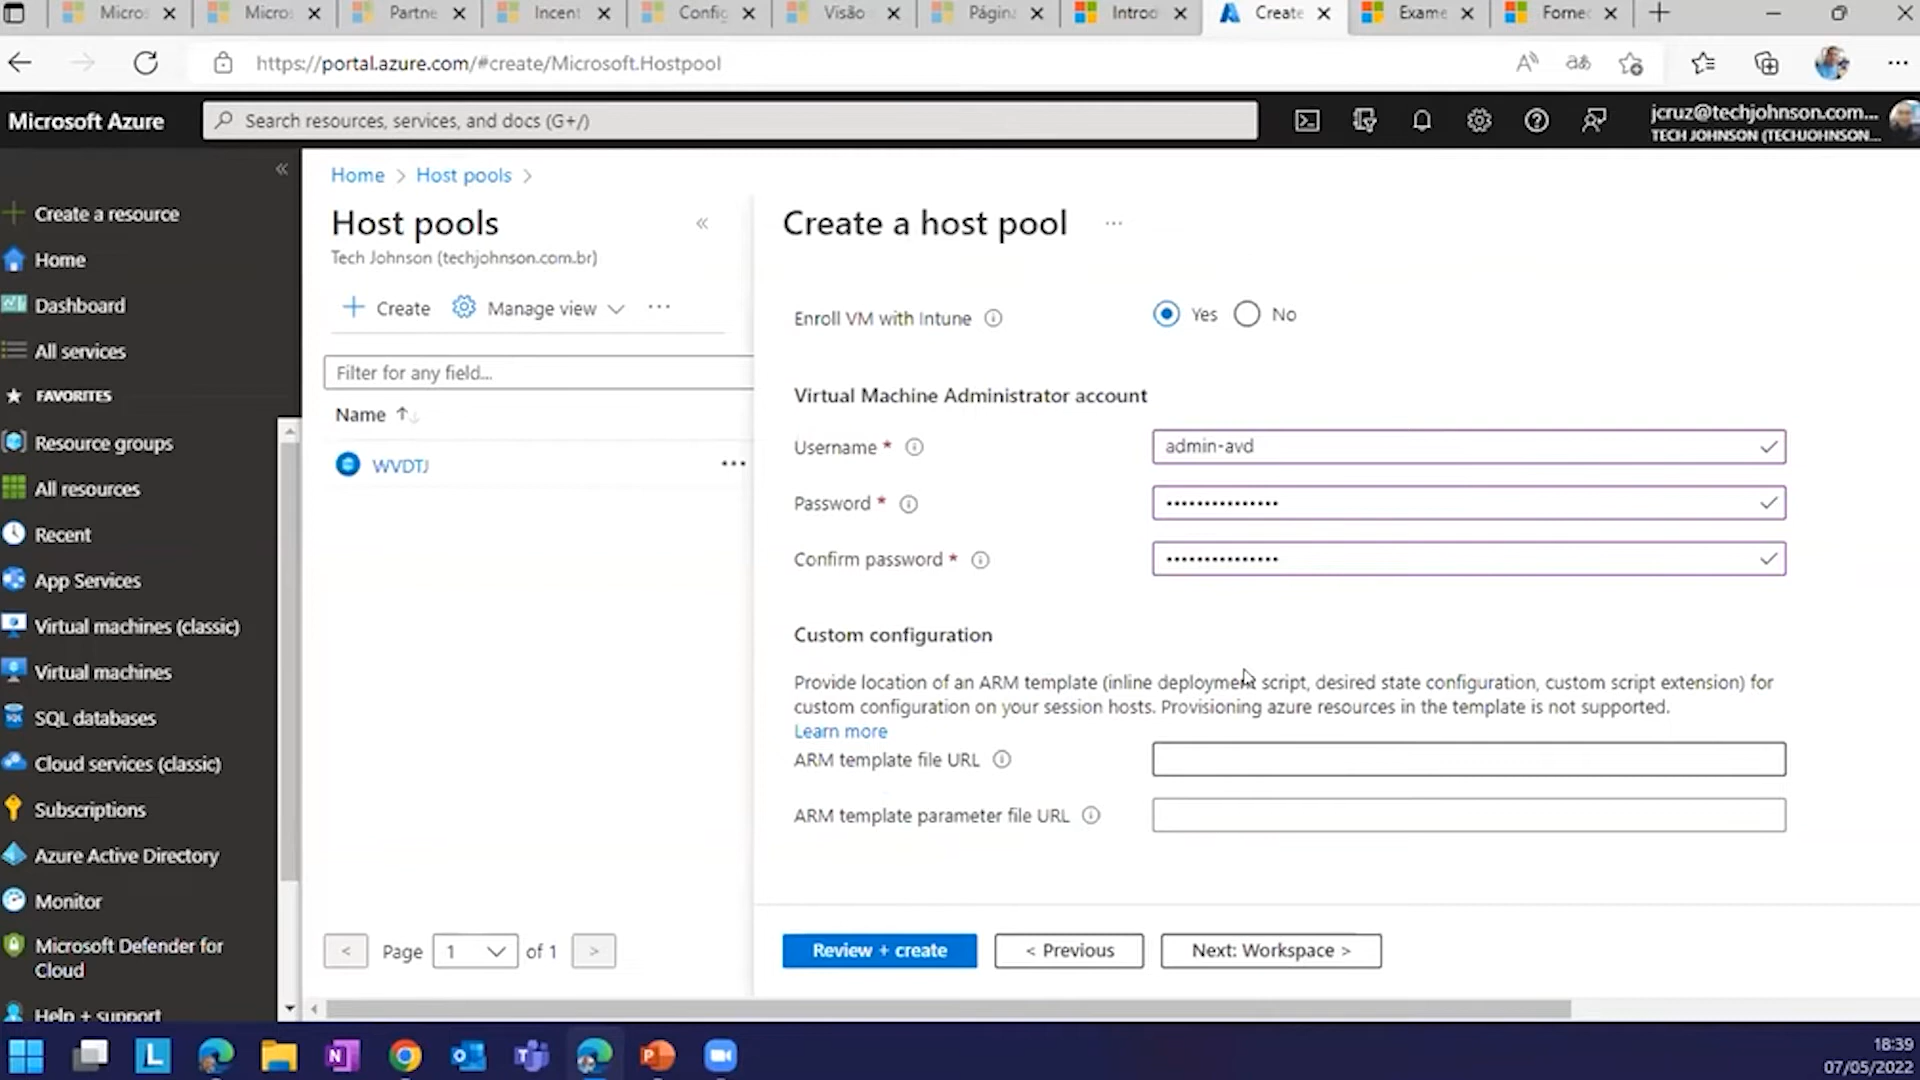 Micro
Micro
Partne
Incent
Config
Visão
Página
Introd
Create
Exame
Forne
https://portal.azure.com/#create/Microsoft.Hostpool
Microsoft Azure
Search resources, services, and docs (G+/)
jcruz@techjohnson.com...
TECH JOHNSON (TECHJOHNSON...
Create a resource
Home
Dashboard
All services
FAVORITES
Resource groups
All resources
Recent
App Services
Virtual machines (classic)
Virtual machines
SQL databases
Cloud services (classic)
Subscriptions
Azure Active Directory
Monitor
Microsoft Defender for
Cloud
Help + support
Home > Host pools >
Host pools
Tech Johnson (techjohnson.com.br)
Create
Manage view
Filter for any field...
Name
WVDTJ
< Page 1 of 1 >
Create a host pool
Enroll VM with Intune
Yes No
Virtual Machine Administrator account
Username *
admin-avd
Password *
•••••••••••••••
Confirm password *
•••••••••••••••
Custom configuration
Provide location of an ARM template (inline deployment script, desired state configuration, custom script extension) for
custom configuration on your session hosts. Provisioning azure resources in the template is not supported.
Learn more
ARM template file URL
ARM template parameter file URL
Review + create
< Previous
Next: Workspace >
18:39
07/05/2022